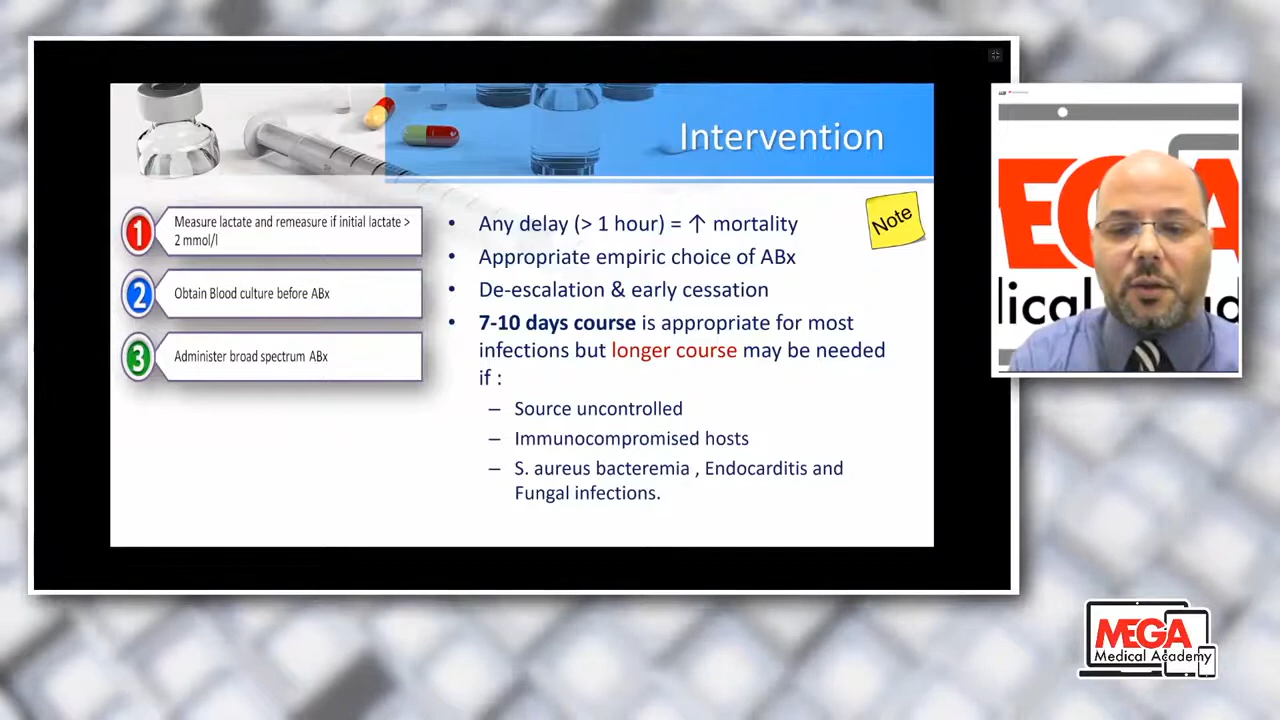 Intervention
1
Measure lactate and remeasure if initial lactate >
2 mmol/l
2
Obtain Blood culture before ABx
3
Administer broad spectrum ABx
Note
• Any delay (> 1 hour) = ↑ mortality
• Appropriate empiric choice of ABx
• De-escalation & early cessation
• 7-10 days course is appropriate for most
infections but longer course may be needed
if :
– Source uncontrolled
– Immunocompromised hosts
– S. aureus bacteremia , Endocarditis and
Fungal infections.
MEGA
Medical Academy